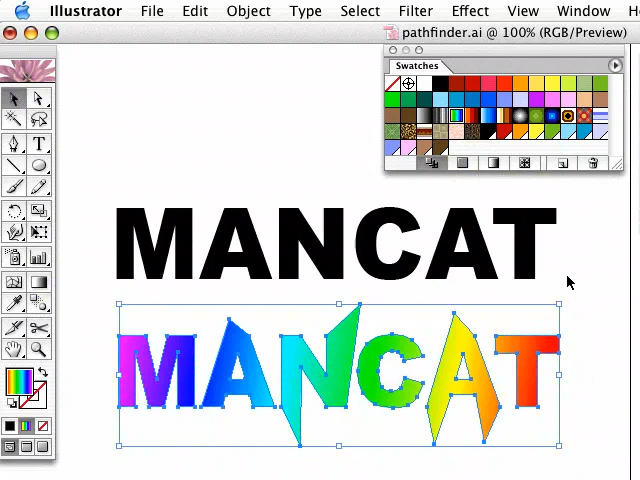 Illustrator File Edit Object Type Select Filter Effect View Window
pathfinder.ai @ 100% (RGB/Preview)
Swatches
T
MANCAT
MANCAT